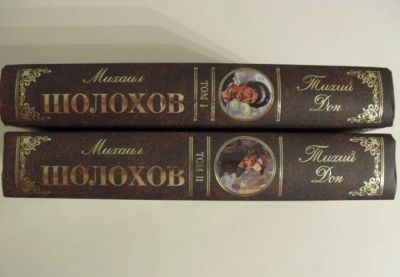 Михаил
ШОЛОХОВ
ТОМ I
Тихий
Дон
Михаил
ШОЛОХОВ
ТОМ II
Тихий
Дон